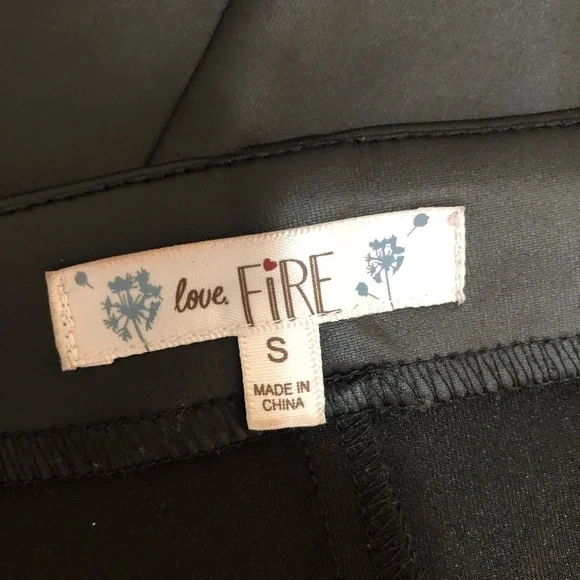 love, FiRE
S
MADE IN
CHINA